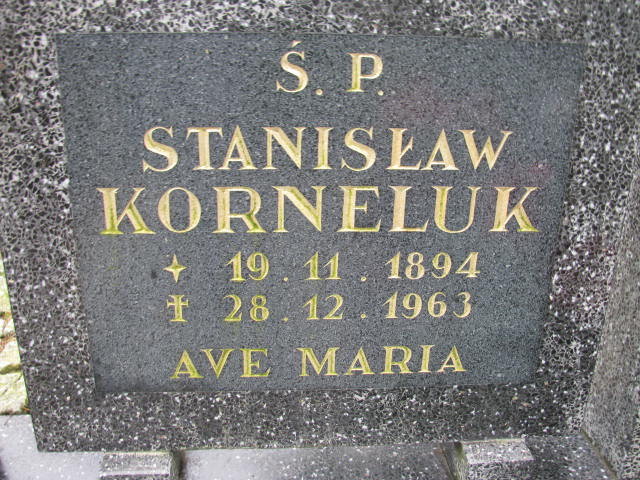 Ś. P.
STANISŁAW
KORNELUK
19. 11. 1894
✝ 28. 12. 1963
AVE MARIA